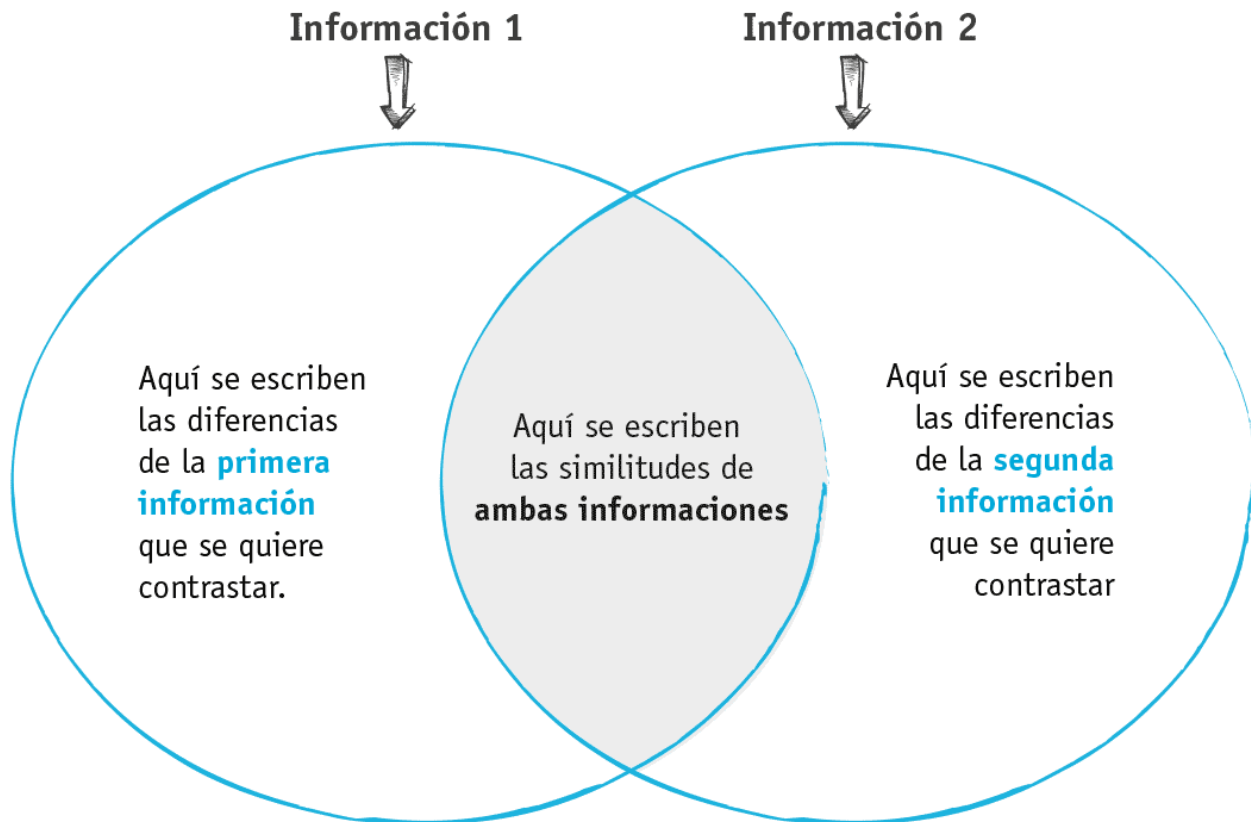 Información 1
Información 2
Aquí se escriben
las diferencias
de la primera
información
que se quiere
contrastar.
Aquí se escriben
las similitudes de
ambas informaciones
Aquí se escriben
las diferencias
de la segunda
información
que se quiere
contrastar